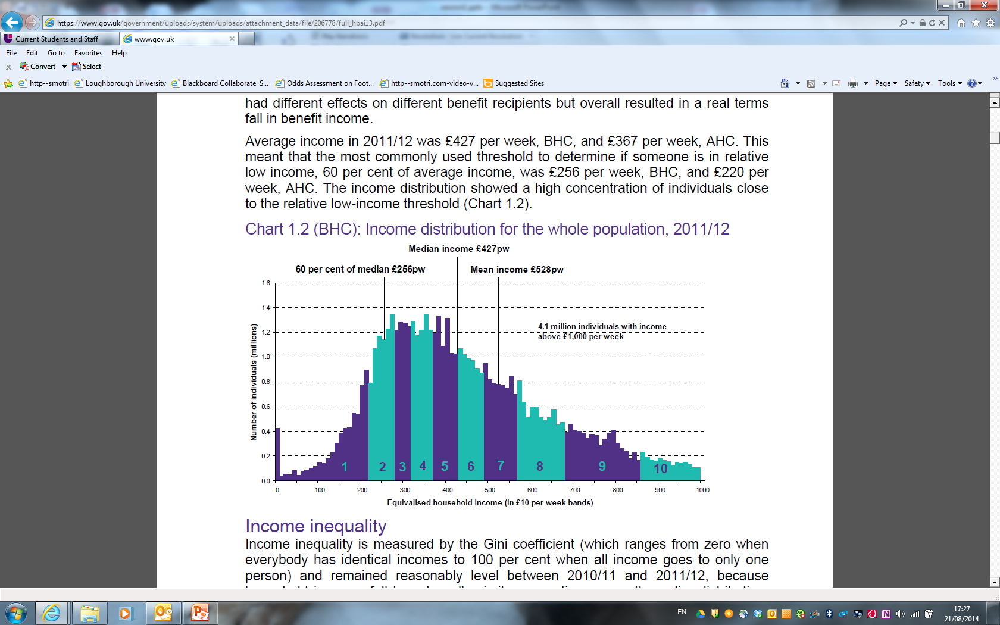 https://www.gov.uk/government/uploads/system/uploads/attachment_data/file/206778/full_hbai13.pdf
Current Students and Staff www.gov.uk
File Edit Go to Favorites Help
x Convert Select
http--smotri Loughborough University Blackboard Collaborate S... Odds Assessment on Foot... http--smotri.com-video-v... Suggested Sites Page Safety Tools
had different effects on different benefit recipients but overall resulted in a real terms
fall in benefit income.
Average income in 2011/12 was £427 per week, BHC, and £367 per week, AHC. This
meant that the most commonly used threshold to determine if someone is in relative
low income, 60 per cent of average income, was £256 per week, BHC, and £220 per
week, AHC. The income distribution showed a high concentration of individuals close
to the relative low-income threshold (Chart 1.2).
Chart 1.2 (BHC): Income distribution for the whole population, 2011/12
Median income £427pw
60 per cent of median £256pw Mean income £528pw
1.6
1.4
4.1 million individuals with income
above £1,000 per week
1.2
1.0
0.8
0.6
0.4
0.2
0.0
Number of individuals (millions)
1 2 3 4 5 6 7 8 9 10
0 100 200 300 400 500 600 700 800 900 1000
Equivalised household income (in £10 per week bands)
Income inequality
Income inequality is measured by the Gini coefficient (which ranges from zero when
everybody has identical incomes to 100 per cent when all income goes to only one
person) and remained reasonably level between 2010/11 and 2011/12, because
EN
17:27
21/08/2014